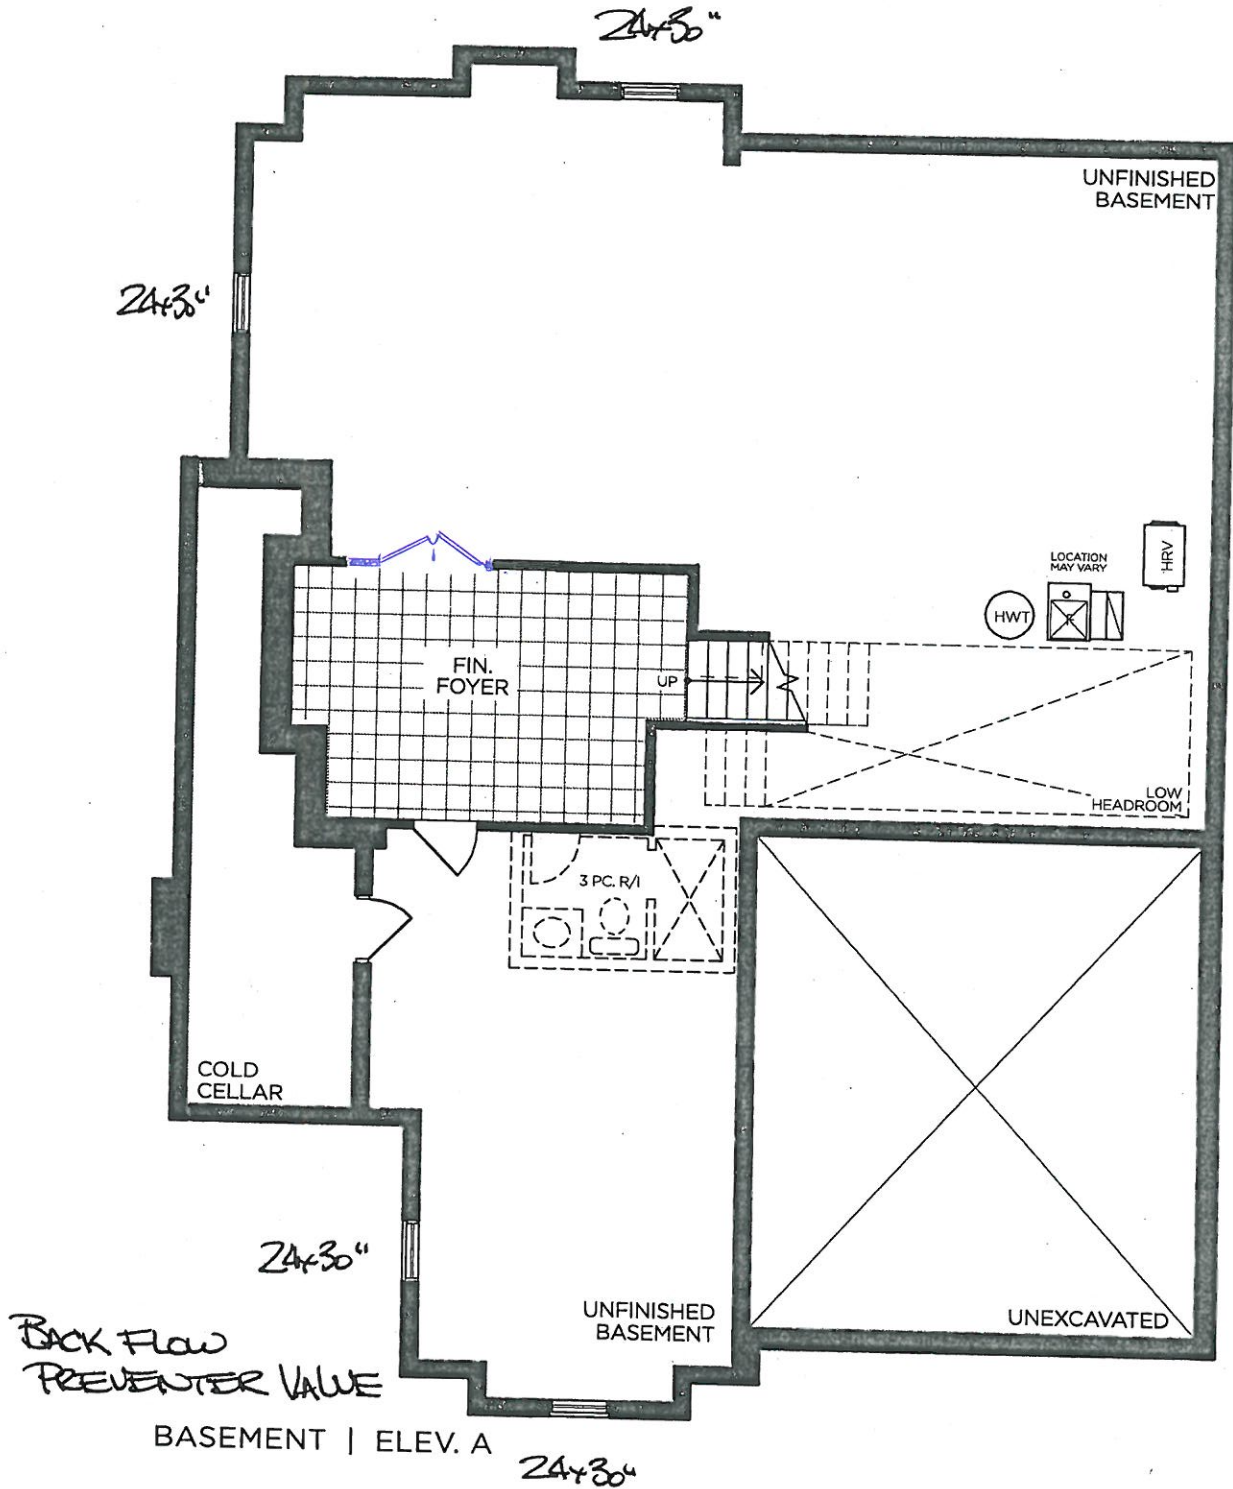 24x30"
UNFINISHED
BASEMENT
24x30"
LOCATION
MAY VARY
HRV
HWT
FIN.
FOYER
UP
LOW
HEADROOM
3 PC. R/I
COLD
CELLAR
24x30"
UNFINISHED
BASEMENT
UNEXCAVATED
BACK FLOW
PREVENTER VALVE
BASEMENT | ELEV. A
24x30"